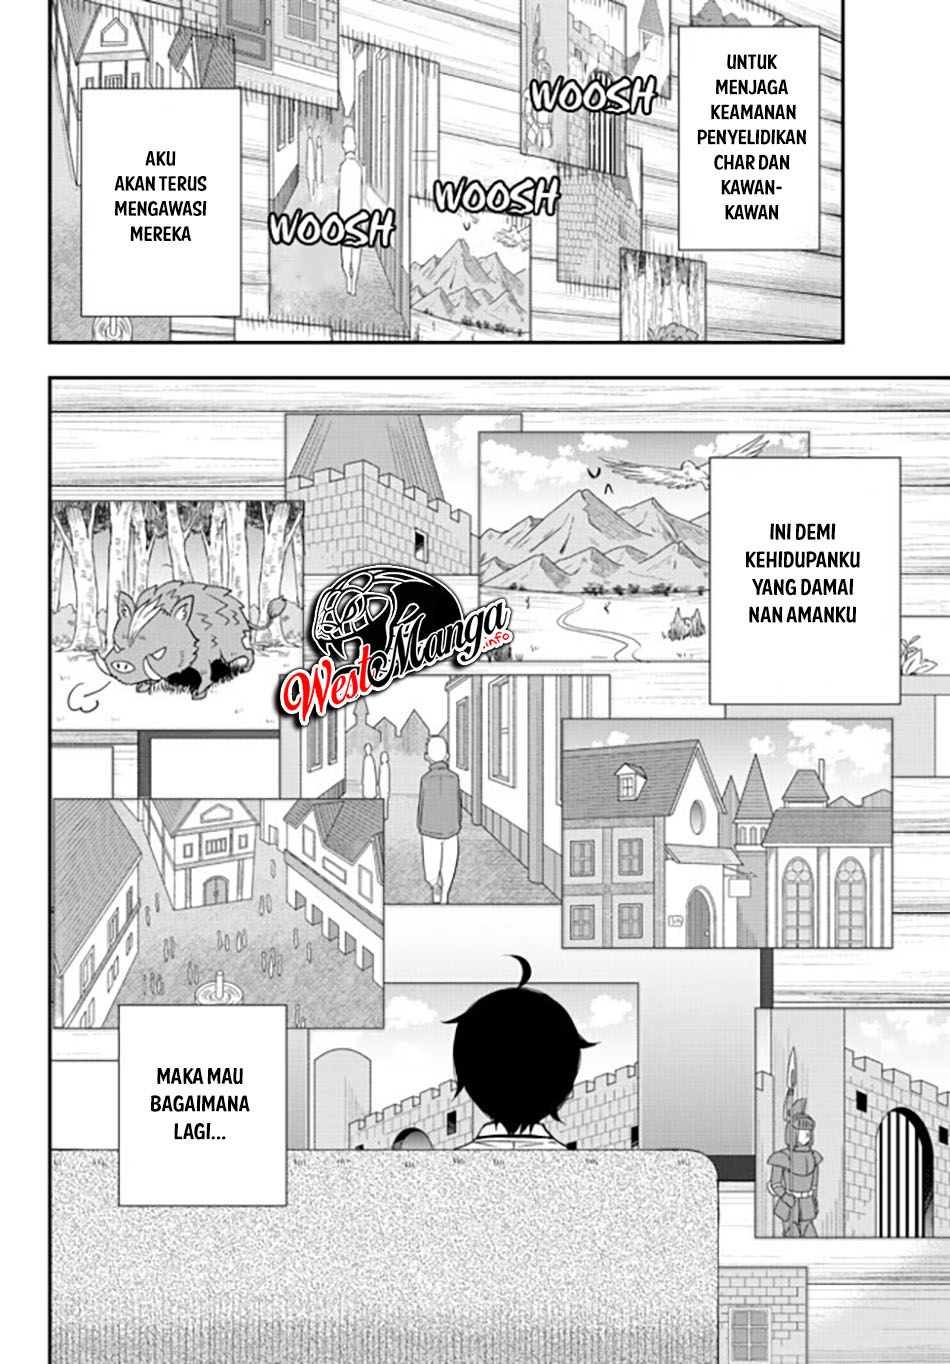 UNTUK
MENJAGA
KEAMANAN
PENYELIDIKAN
CHAR DAN
KAWAN-
KAWAN
WOOSH
WOOSH
WOOSH
AKU
AKAN TERUS
MENGAWASI
MEREKA
INI DEMI
KEHIDUPANKU
YANG DAMAI
NAN AMANKU
WestManga
.info
MAKA MAU
BAGAIMANA
LAGI...